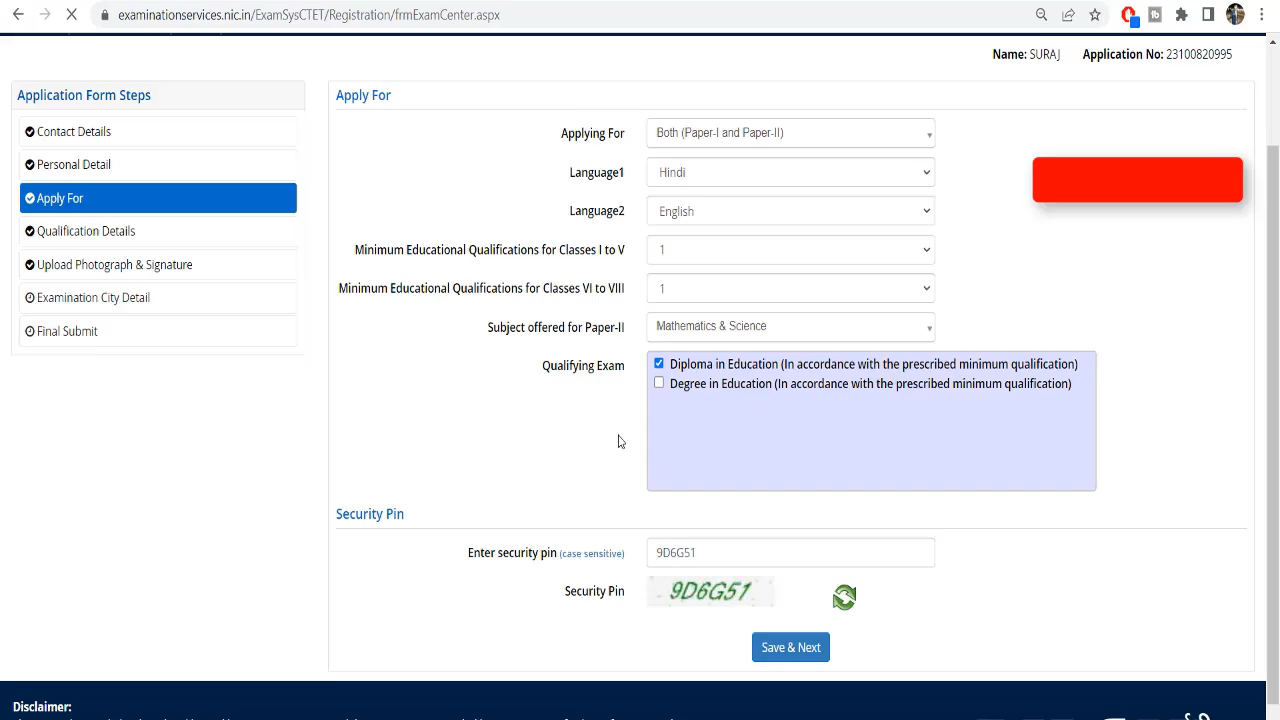 examinationservices.nic.in/ExamSysCTET/Registration/frmExamCenter.aspx
Name: SURAJ Application No: 23100820995
Application Form Steps
Contact Details
Personal Detail
Apply For
Qualification Details
Upload Photograph & Signature
Examination City Detail
Final Submit
Apply For
Applying For Both (Paper-I and Paper-II)
Language1 Hindi
Language2 English
Minimum Educational Qualifications for Classes I to V 1
Minimum Educational Qualifications for Classes VI to VIII 1
Subject offered for Paper-II Mathematics & Science
Qualifying Exam Diploma in Education (In accordance with the prescribed minimum qualification)
Degree in Education (In accordance with the prescribed minimum qualification)
Security Pin
Enter security pin (case sensitive) 9D6G51
Security Pin 9D6G51
Save & Next
Disclaimer: